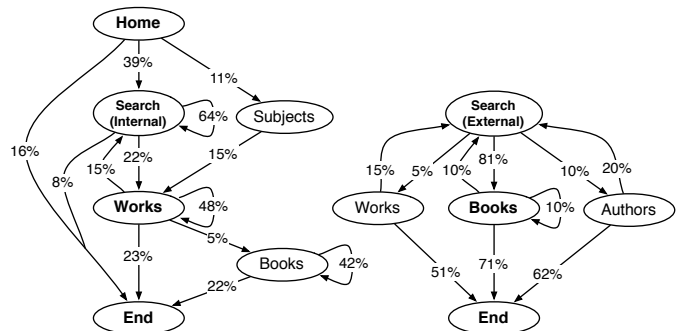 Home
39%
11%
Search
(Internal)
64%
Subjects
16%
8%
15%
22%
15%
Works
48%
5%
23%
Books
42%
22%
End
Search
(External)
15%
5%
10%
81%
10%
20%
Works
Books
10%
Authors
51%
71%
62%
End